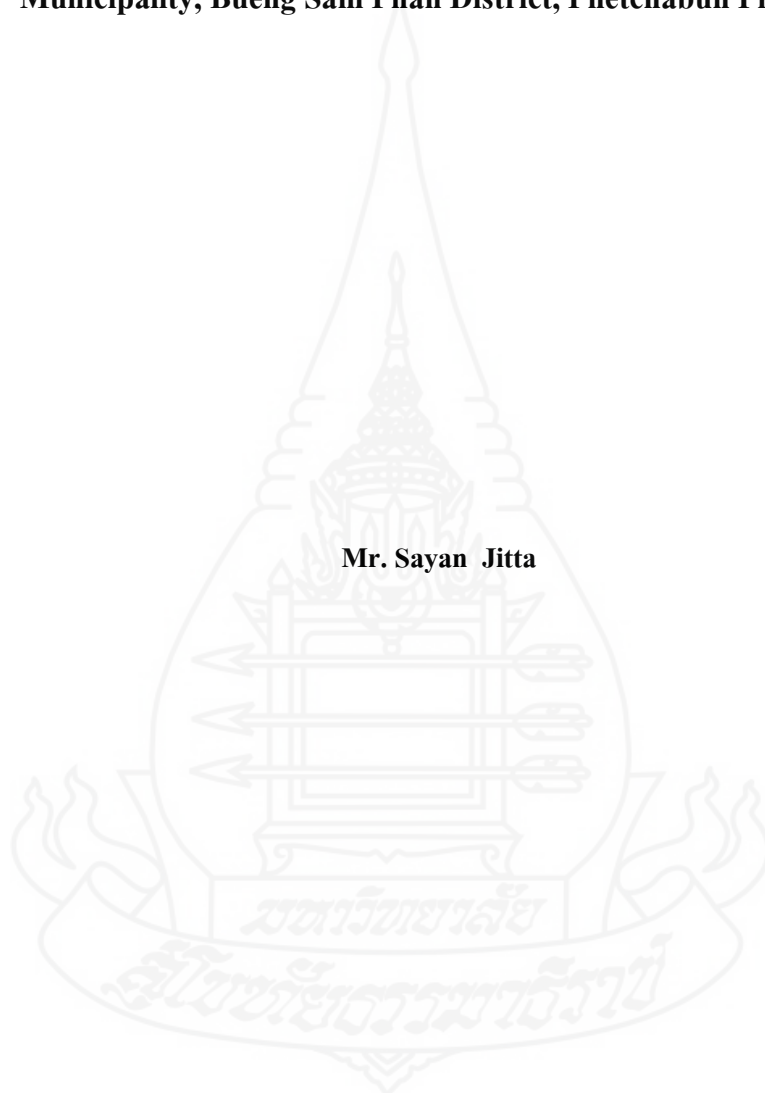 Municipality, Bueng Sam Phan District, Phetchabun
Mr. Sayan Jitta
มหาวิทยาลัย
สุโขทัยธรรมาธิราช